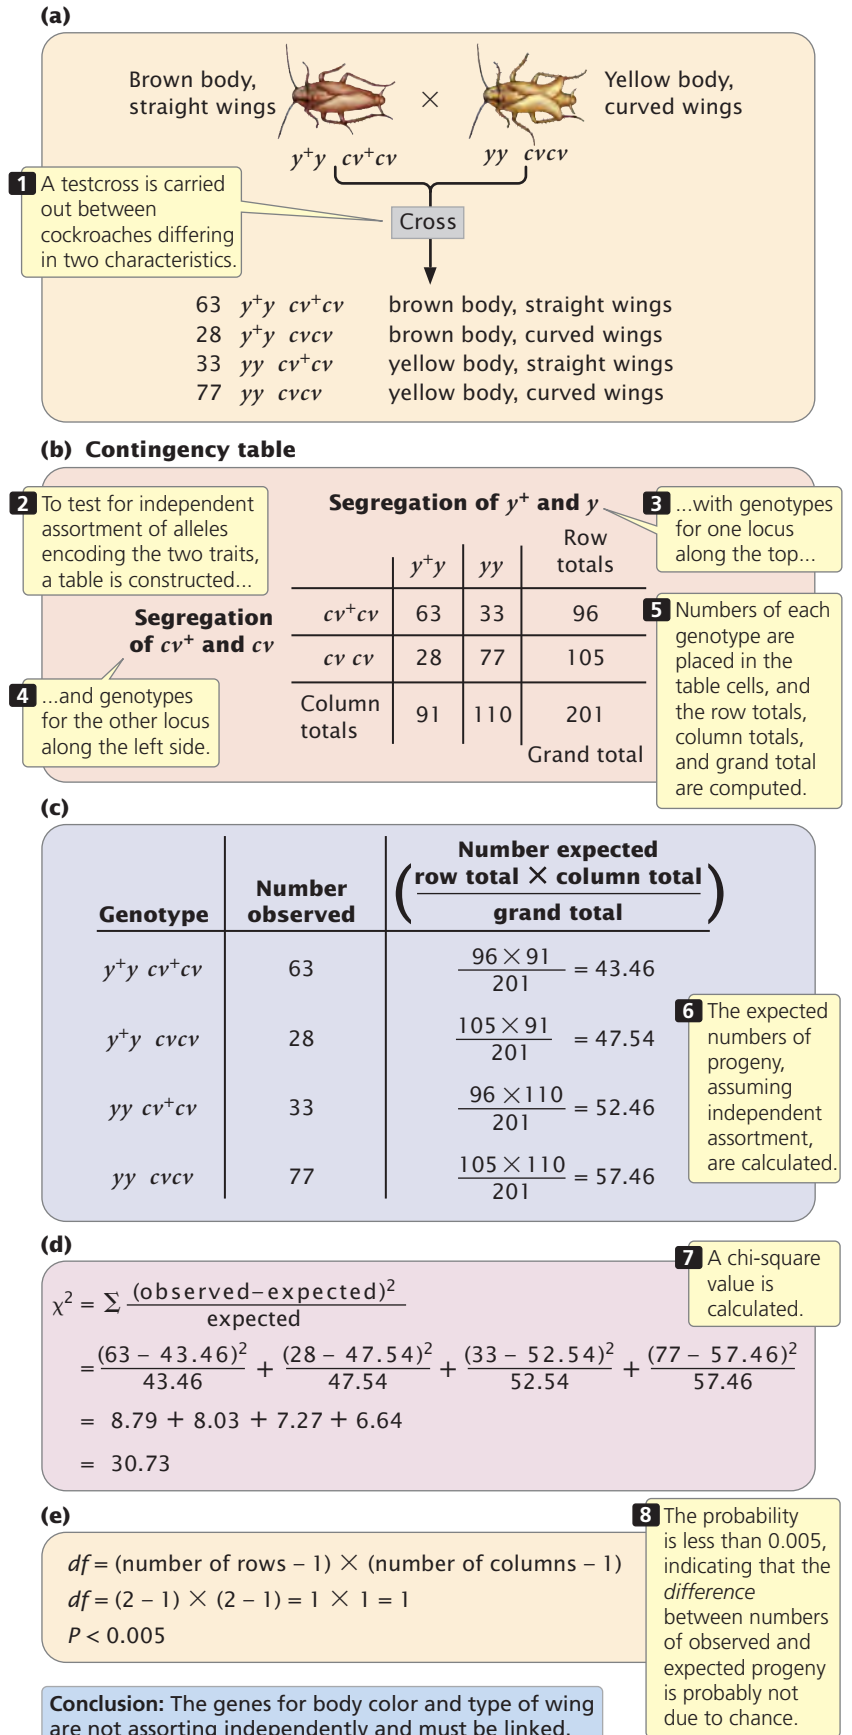 (a)
Brown body,
straight wings
×
Yellow body,
curved wings
y⁺y cv⁺cv
yy cvcv
1 A testcross is carried
out between
cockroaches differing
in two characteristics.
Cross
63 y⁺y cv⁺cv brown body, straight wings
28 y⁺y cvcv brown body, curved wings
33 yy cv⁺cv yellow body, straight wings
77 yy cvcv yellow body, curved wings
(b) Contingency table
2 To test for independent
assortment of alleles
encoding the two traits,
a table is constructed...
Segregation of y⁺ and y
3 ...with genotypes
for one locus
along the top...
Segregation
of cv⁺ and cv
4 ...and genotypes
for the other locus
along the left side.
Row
y⁺y yy totals
cv⁺cv 63 33 96
cv cv 28 77 105
Column
totals 91 110 201
Grand total
5 Numbers of each
genotype are
placed in the
table cells, and
the row totals,
column totals,
and grand total
are computed.
(c)
Genotype
Number
observed
Number expected
(row total × column total
grand total)
y⁺y cv⁺cv 63 96 × 91 / 201 = 43.46
y⁺y cvcv 28 105 × 91 / 201 = 47.54
yy cv⁺cv 33 96 × 110 / 201 = 52.46
yy cvcv 77 105 × 110 / 201 = 57.46
6 The expected
numbers of
progeny,
assuming
independent
assortment,
are calculated.
(d)
7 A chi-square
value is
calculated.
χ² = Σ (observed–expected)² / expected
= (63 – 43.46)² / 43.46 + (28 – 47.54)² / 47.54 + (33 – 52.54)² / 52.54 + (77 – 57.46)² / 57.46
= 8.79 + 8.03 + 7.27 + 6.64
= 30.73
(e)
df = (number of rows – 1) × (number of columns – 1)
df = (2 – 1) × (2 – 1) = 1 × 1 = 1
P < 0.005
8 The probability
is less than 0.005,
indicating that the
difference
between numbers
of observed and
expected progeny
is probably not
due to chance.
Conclusion: The genes for body color and type of wing
are not assorting independently and must be linked.